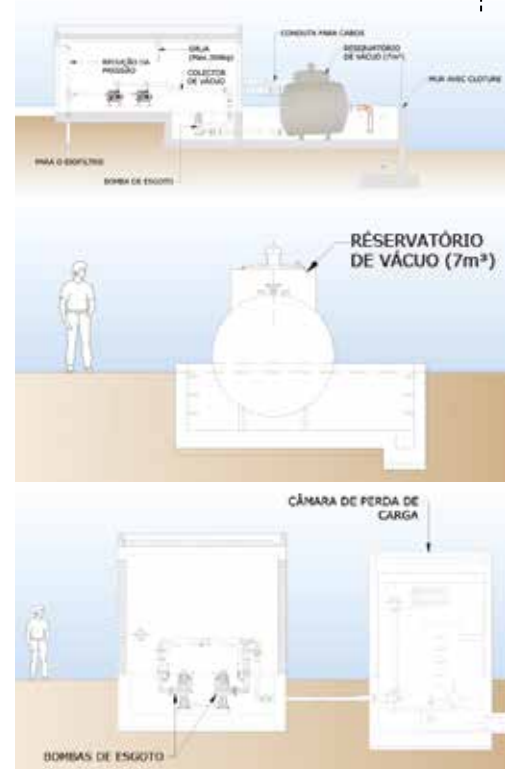 CONDUTA PARA CABOS
GRUA
(Max. 200kg)
RESERVATÓRIO
DE VÁCUO (7m³)
REDUÇÃO DA
PRESSÃO
COLECTOR
DE VÁCUO
MUR AVEC CLOTURE
PARA O BIOFILTRO
BOMBA DE ESGOTO
RÉSERVATÓRIO
DE VÁCUO (7m³)
CÂMARA DE PERDA DE
CARGA
BOMBAS DE ESGOTO